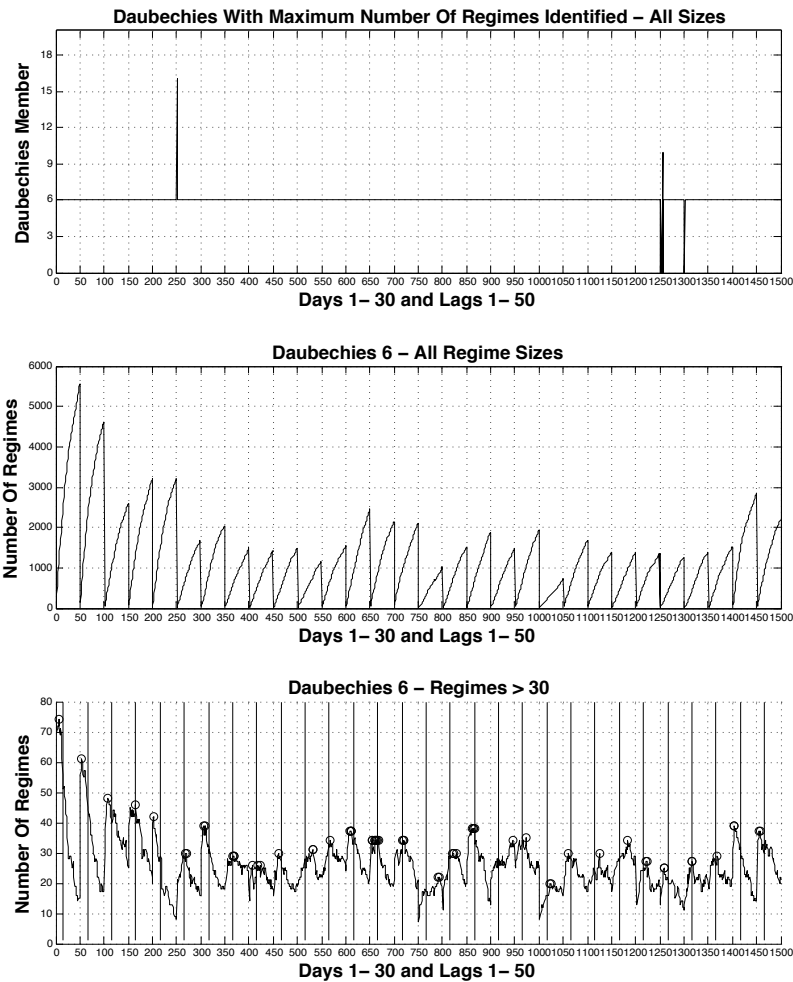 Daubechies With Maximum Number Of Regimes Identified – All Sizes
18
15
12
9
6
3
0
Daubechies Member
0 50 100 150 200 250 300 350 400 450 500 550 600 650 700 750 800 850 900 950 1000 1050 1100 1150 1200 1250 1300 1350 1400 1450 1500
Days 1– 30 and Lags 1– 50
Daubechies 6 – All Regime Sizes
6000
5000
4000
3000
2000
1000
0
Number Of Regimes
0 50 100 150 200 250 300 350 400 450 500 550 600 650 700 750 800 850 900 950 1000 1050 1100 1150 1200 1250 1300 1350 1400 1450 1500
Days 1– 30 and Lags 1– 50
Daubechies 6 – Regimes > 30
80
70
60
50
40
30
20
10
0
Number Of Regimes
0 50 100 150 200 250 300 350 400 450 500 550 600 650 700 750 800 850 900 950 1000 1050 1100 1150 1200 1250 1300 1350 1400 1450 1500
Days 1– 30 and Lags 1– 50